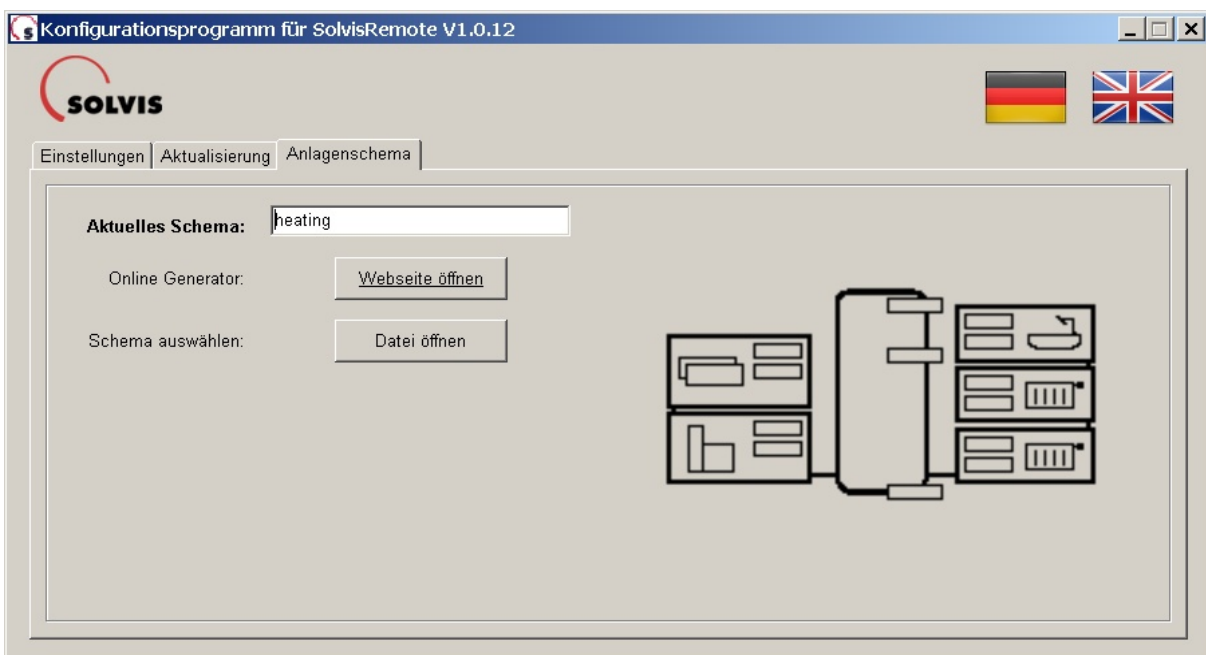 Konfigurationsprogramm für SolvisRemote V1.0.12
SOLVIS
Einstellungen Aktualisierung Anlagenschema
Aktuelles Schema: heating
Online Generator: Webseite öffnen
Schema auswählen: Datei öffnen